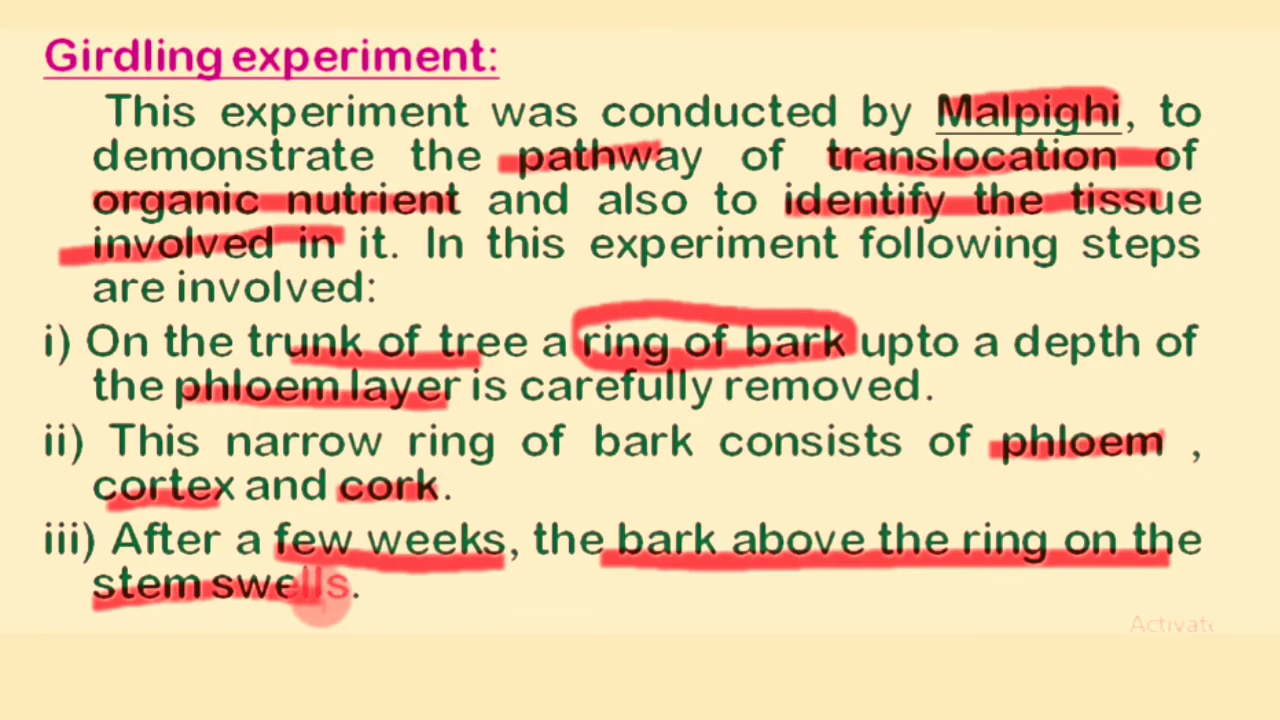 Girdling experiment:
This experiment was conducted by Malpighi, to
demonstrate the pathway of translocation of
organic nutrient and also to identify the tissue
involved in it. In this experiment following steps
are involved:
i) On the trunk of tree a ring of bark upto a depth of
the phloem layer is carefully removed.
ii) This narrow ring of bark consists of phloem ,
cortex and cork.
iii) After a few weeks, the bark above the ring on the
stem swells.
Activate